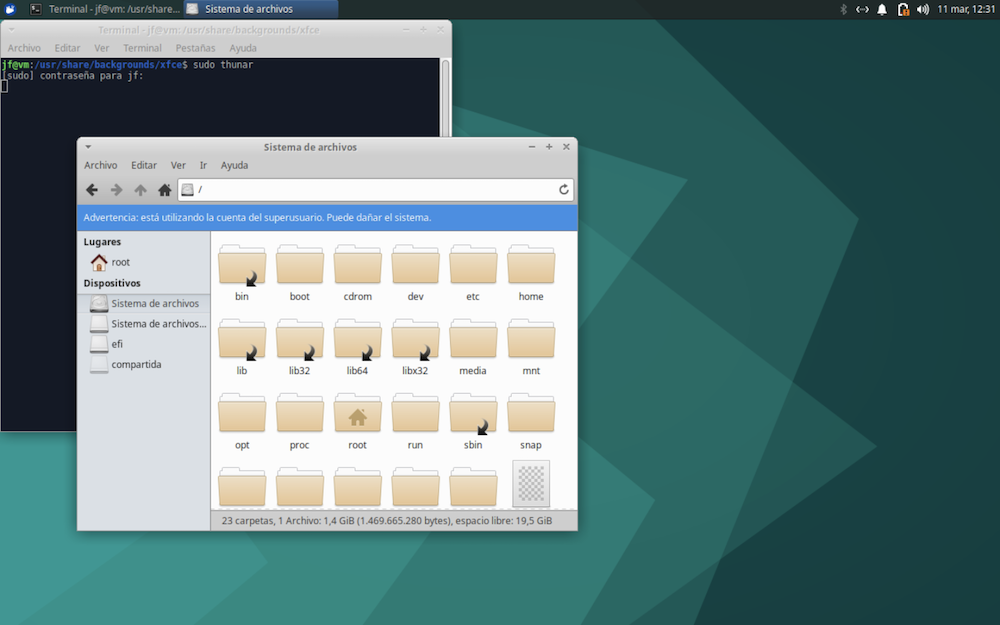 Terminal - jf@vm: /usr/share...
Sistema de archivos
11 mar, 12:31
Terminal - jf@vm: /usr/share/backgrounds/xfce
Archivo Editar Ver Terminal Pestañas Ayuda
jf@vm:/usr/share/backgrounds/xfce$ sudo thunar
[sudo] contraseña para jf:
Sistema de archivos
Archivo Editar Ver Ir Ayuda
/
Advertencia: está utilizando la cuenta del superusuario. Puede dañar el sistema.
Lugares
root
Dispositivos
Sistema de archivos
Sistema de archivos...
efi
compartida
bin boot cdrom dev etc home
lib lib32 lib64 libx32 media mnt
opt proc root run sbin snap
23 carpetas, 1 Archivo: 1,4 GiB (1.469.665.280 bytes), espacio libre: 19,5 GiB